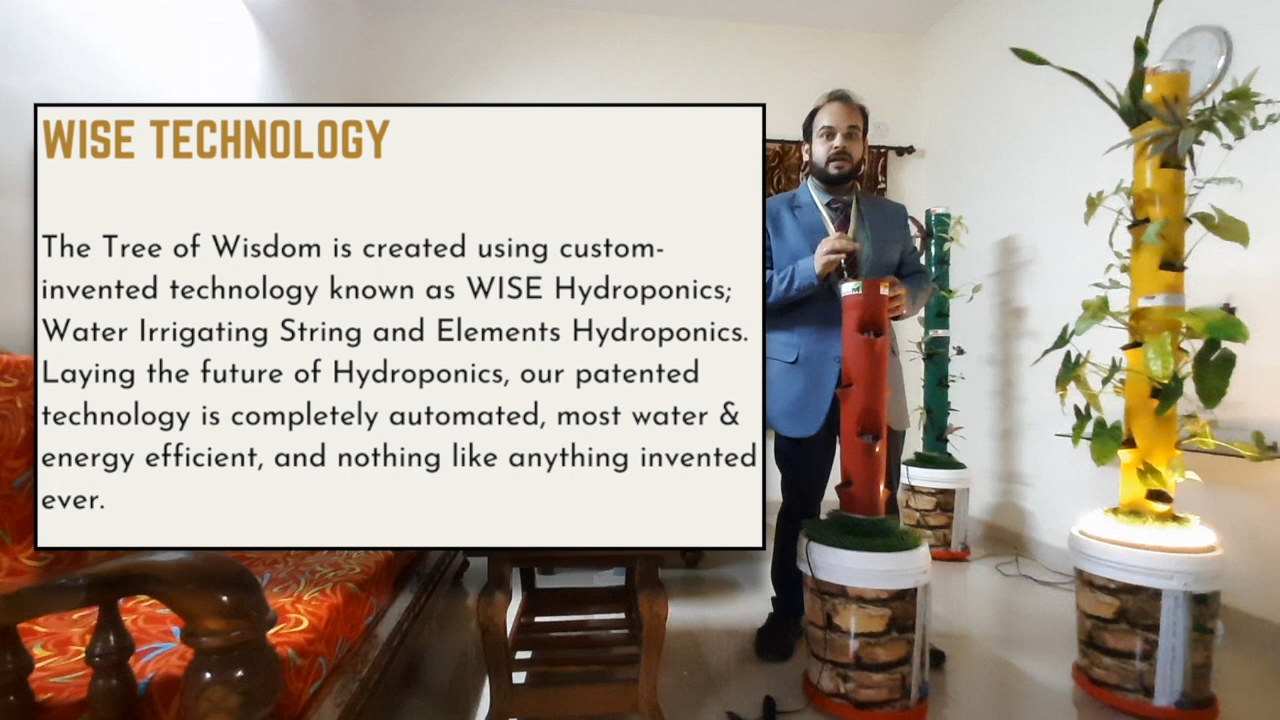 WISE TECHNOLOGY
The Tree of Wisdom is created using custom-
invented technology known as WISE Hydroponics;
Water Irrigating String and Elements Hydroponics.
Laying the future of Hydroponics, our patented
technology is completely automated, most water &
energy efficient, and nothing like anything invented
ever.